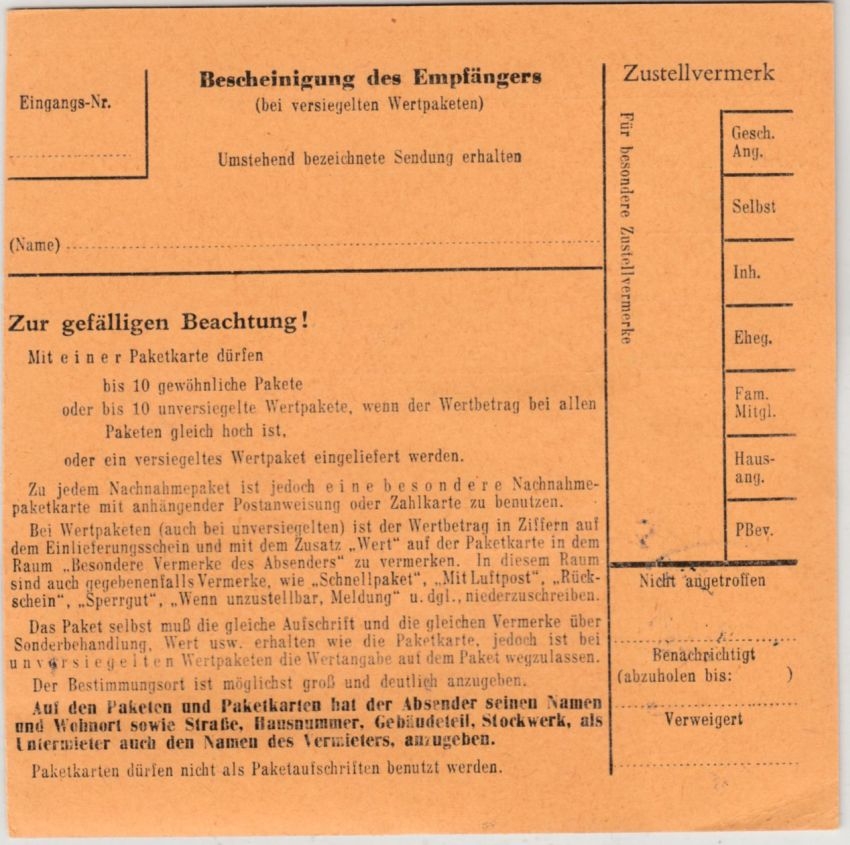 Eingangs-Nr.
Bescheinigung des Empfängers
(bei versiegelten Wertpaketen)
Umstehend bezeichnete Sendung erhalten
(Name)
Zur gefälligen Beachtung!
Mit einer Paketkarte dürfen
bis 10 gewöhnliche Pakete
oder bis 10 unversiegelte Wertpakete, wenn der Wertbetrag bei allen
Paketen gleich hoch ist,
oder ein versiegeltes Wertpaket eingeliefert werden.
Zu jedem Nachnahmepaket ist jedoch eine besondere Nachnahme-
paketkarte mit anhängender Postanweisung oder Zahlkarte zu benutzen.
Bei Wertpaketen (auch bei unversiegelten) ist der Wertbetrag in Ziffern auf
dem Einlieferungsschein und mit dem Zusatz „Wert" auf der Paketkarte in dem
Raum „Besondere Vermerke des Absenders" zu vermerken. In diesem Raum
sind auch gegebenenfalls Vermerke, wie „Schnellpaket", „Mit Luftpost", „Rück-
schein", „Sperrgut", „Wenn unzustellbar, Meldung" u. dgl., niederzuschreiben.
Das Paket selbst muß die gleiche Aufschrift und die gleichen Vermerke über
Sonderbehandlung, Wert usw. erhalten wie die Paketkarte, jedoch ist bei
unversiegelten Wertpaketen die Wertangabe auf dem Paket wegzulassen.
Der Bestimmungsort ist möglichst groß und deutlich anzugeben.
Auf den Paketen und Paketkarten hat der Absender seinen Namen
und Wohnort sowie Straße, Hausnummer, Gebäudeteil, Stockwerk, als
Untermieter auch den Namen des Vermieters, anzugeben.
Paketkarten dürfen nicht als Paketaufschriften benutzt werden.
Zustellvermerk
Für besondere Zustellvermerke
Gesch.
Ang.
Selbst
Inh.
Eheg.
Fam.
Mitgl.
Haus-
ang.
PBev.
Nicht angetroffen
Benachrichtigt
(abzuholen bis: )
Verweigert